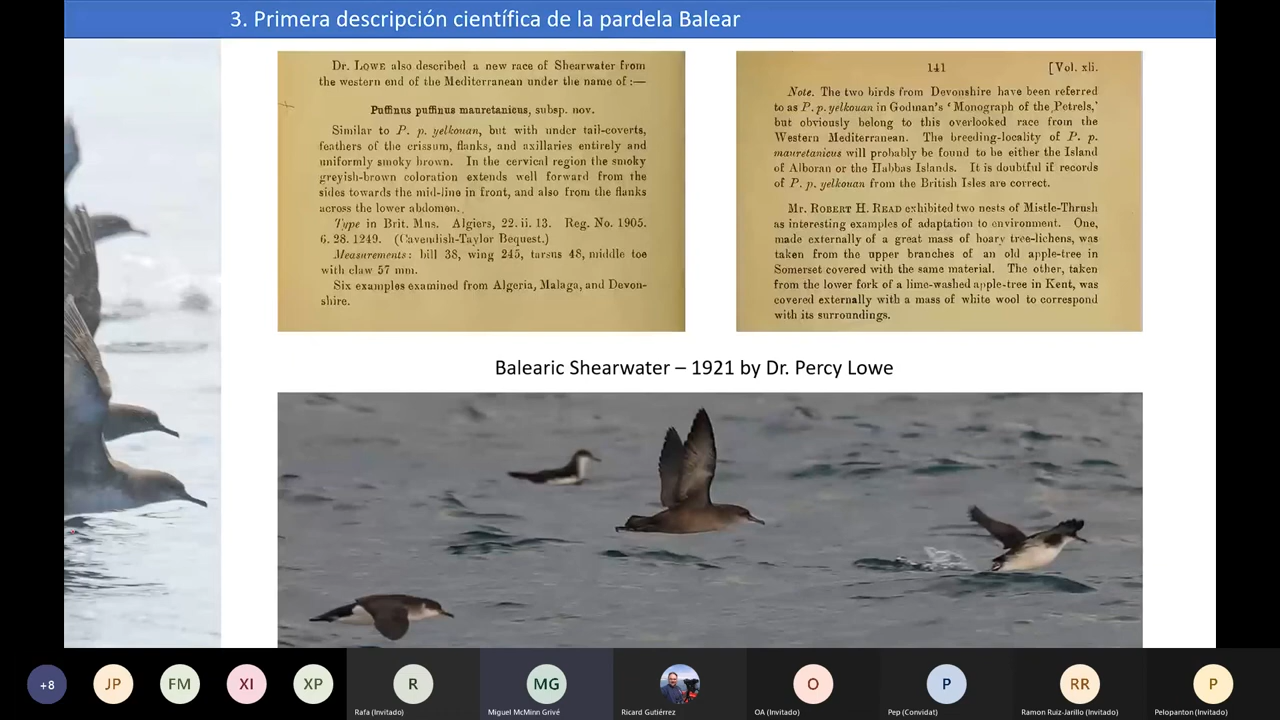 3. Primera descripción científica de la pardela Balear
Dr. LOWE also described a new race of Shearwater from
the western end of the Mediterranean under the name of :—
Puffinus puffinus mauretanicus, subsp. nov.
Similar to P. p. yelkouan, but with under tail-coverts,
feathers of the crissum, flanks, and axillaries entirely and
uniformly smoky brown. In the cervical region the smoky
greyish-brown coloration extends well forward from the
sides towards the mid-line in front, and also from the flanks
across the lower abdomen.
Type in Brit. Mus. Algiers, 22. ii. 13. Reg. No. 1905.
6. 28. 1249. (Cavendish-Taylor Bequest.)
Measurements: bill 38, wing 245, tarsus 48, middle toe
with claw 57 mm.
Six examples examined from Algeria, Malaga, and Devon-
shire.
141 [Vol. xli.
Note. The two birds from Devonshire have been referred
to as P. p. yelkouan in Godman's ‘Monograph of the Petrels,’
but obviously belong to this overlooked race from the
Western Mediterranean. The breeding-locality of P. p.
mauretanicus will probably be found to be either the Island
of Alboran or the Habbas Islands. It is doubtful if records
of P. p. yelkouan from the British Isles are correct.
Mr. ROBERT H. READ exhibited two nests of Mistle-Thrush
as interesting examples of adaptation to environment. One,
made externally of a great mass of hoary tree-lichens, was
taken from the upper branches of an old apple-tree in
Somerset covered with the same material. The other, taken
from the lower fork of a lime-washed apple-tree in Kent, was
covered externally with a mass of white wool to correspond
with its surroundings.
Balearic Shearwater – 1921 by Dr. Percy Lowe
+8 JP FM XI XP R MG O P RR P
Rafa (Invitado) Miguel McMinn Grivé Ricard Gutiérrez OA (Invitado) Pep (Convidat) Ramon Ruiz-Jarillo (Invitado) Pelopanton (Invitado)